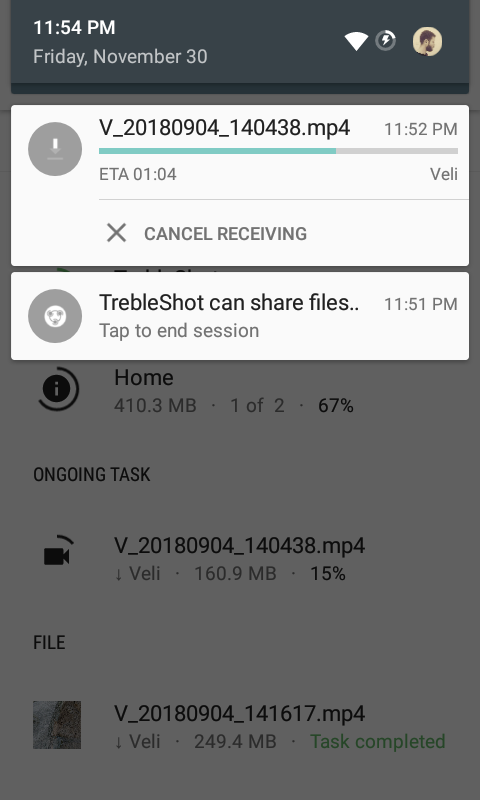 11:54 PM
Friday, November 30
V_20180904_140438.mp4 11:52 PM
ETA 01:04 Veli
CANCEL RECEIVING
TrebleShot can share files.. 11:51 PM
Tap to end session
Home
410.3 MB · 1 of 2 · 67%
ONGOING TASK
V_20180904_140438.mp4
↓ Veli · 160.9 MB · 15%
FILE
V_20180904_141617.mp4
↓ Veli · 249.4 MB · Task completed